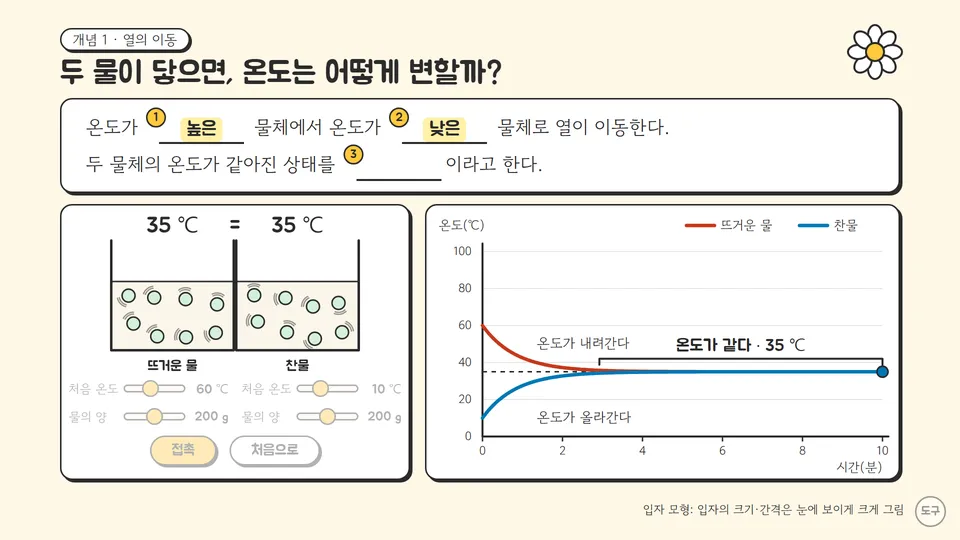 개념 1 · 열의 이동
두 물이 닿으면, 온도는 어떻게 변할까?
온도가 1 높은 물체에서 온도가 2 낮은 물체로 열이 이동한다.
두 물체의 온도가 같아진 상태를 3 이라고 한다.
35 ℃ = 35 ℃
뜨거운 물 찬물
처음 온도 60 ℃ 처음 온도 10 ℃
물의 양 200 g 물의 양 200 g
접촉 처음으로
온도(℃) 뜨거운 물 찬물
100
80
60
온도가 내려간다 온도가 같다 · 35 ℃
40
20
온도가 올라간다
0
0 2 4 6 8 10
시간(분)
입자 모형: 입자의 크기·간격은 눈에 보이게 크게 그림
도구